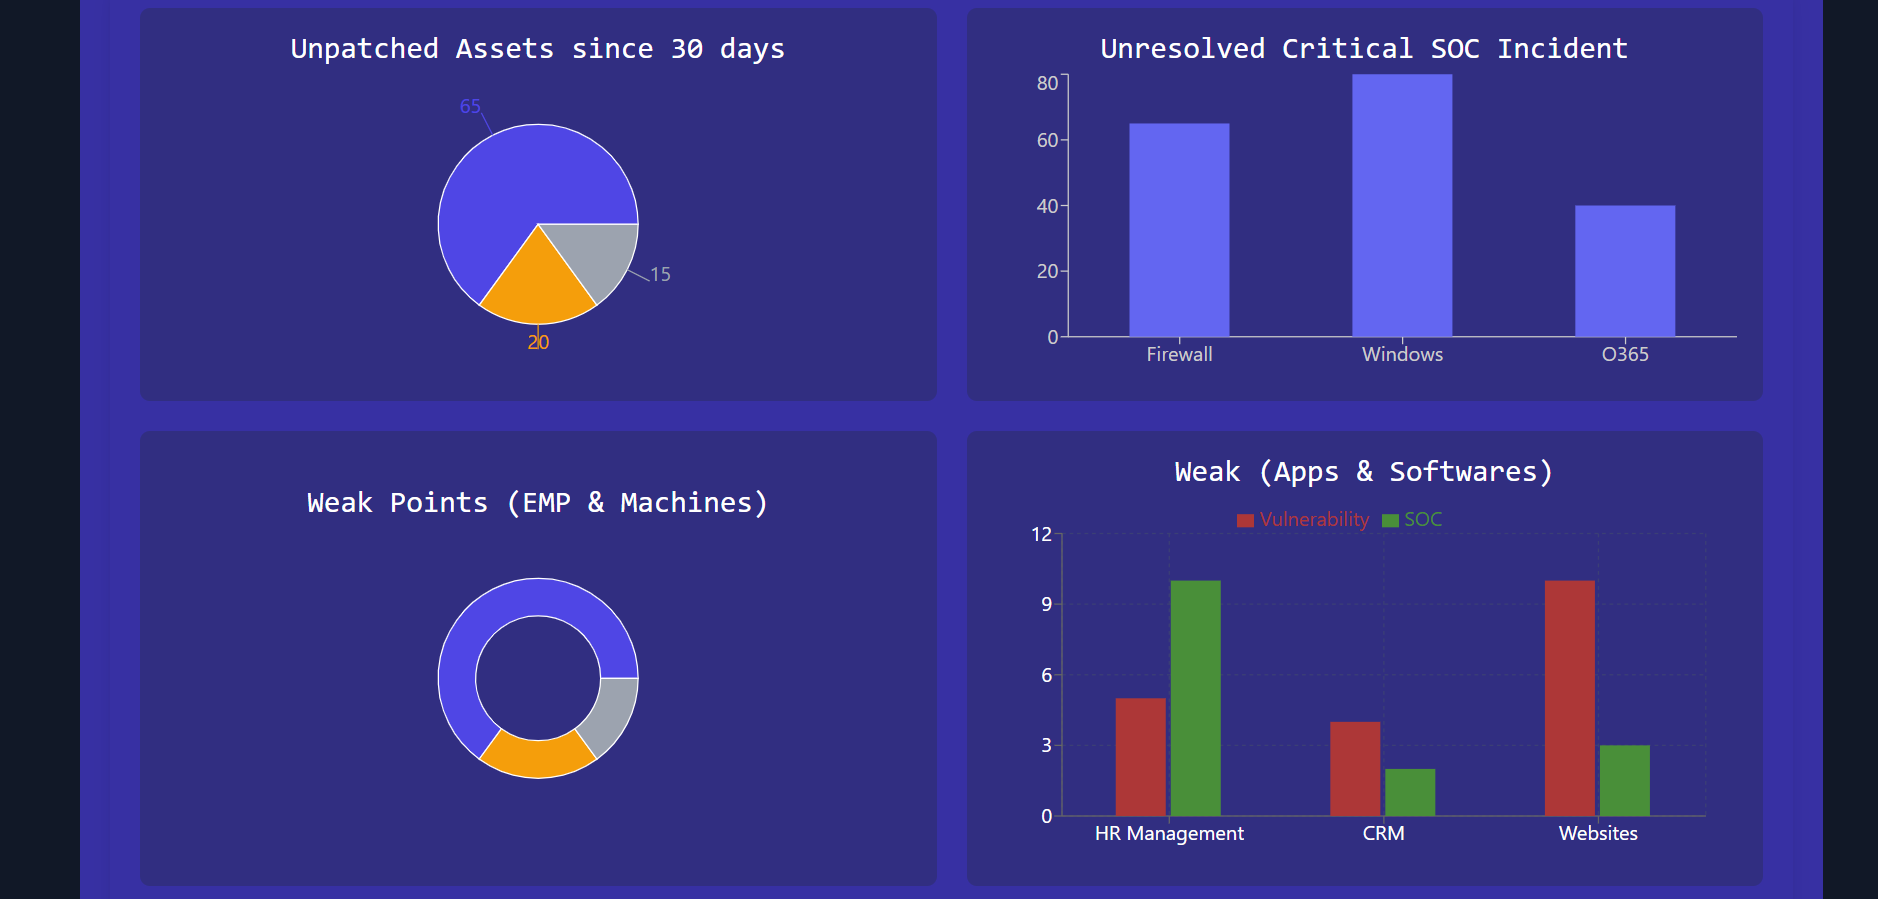 Unpatched Assets since 30 days
65
15
20
Unresolved Critical SOC Incident
80
60
40
20
0
Firewall Windows O365
Weak Points (EMP & Machines)
Weak (Apps & Softwares)
Vulnerability SOC
12
9
6
3
0
HR Management CRM Websites